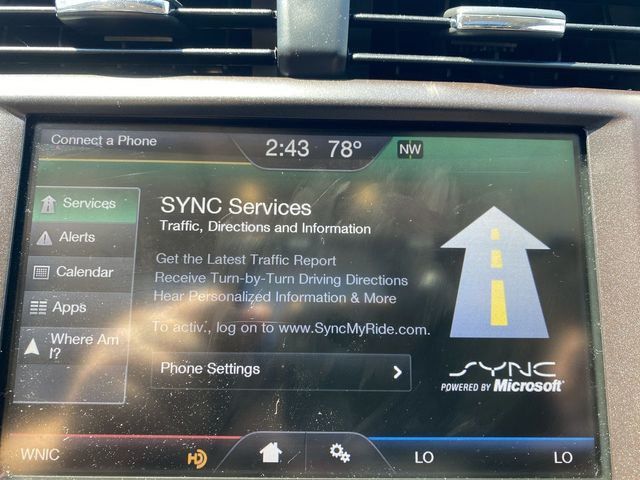 Connect a Phone
2:43 78° NW
Services
Alerts
Calendar
Apps
Where Am
I?
SYNC Services
Traffic, Directions and Information
Get the Latest Traffic Report
Receive Turn-by-Turn Driving Directions
Hear Personalized Information & More
To activ., log on to www.SyncMyRide.com.
Phone Settings
SYNC
POWERED BY Microsoft
WNIC
HD
LO
LO